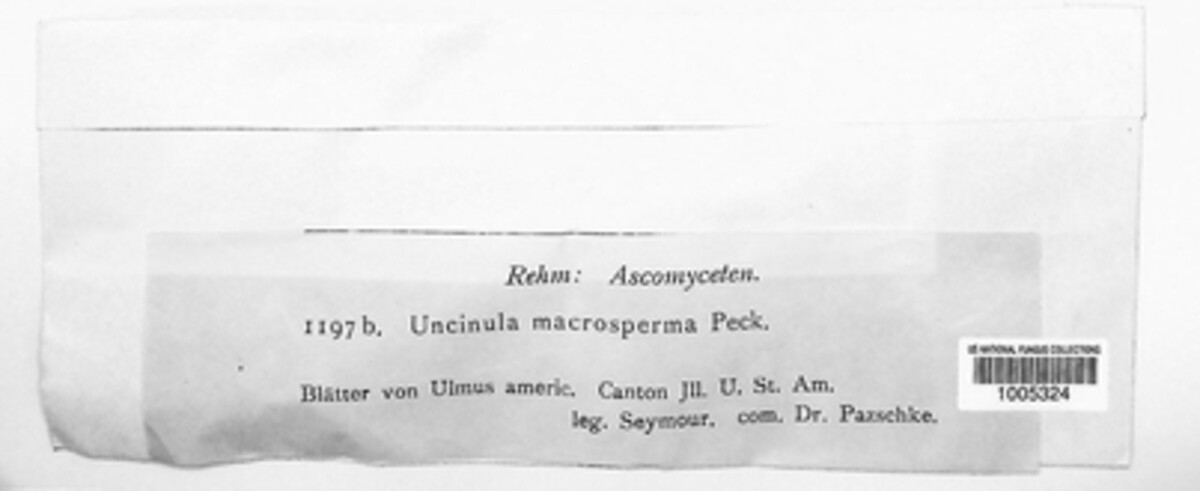 Rehm: Ascomyceten.
1197 b. Uncinula macrosperma Peck.
Blätter von Ulmus americ. Canton Jll. U. St. Am.
leg. Seymour. com. Dr. Pazschke.
US NATIONAL FUNGUS COLLECTIONS
1005324